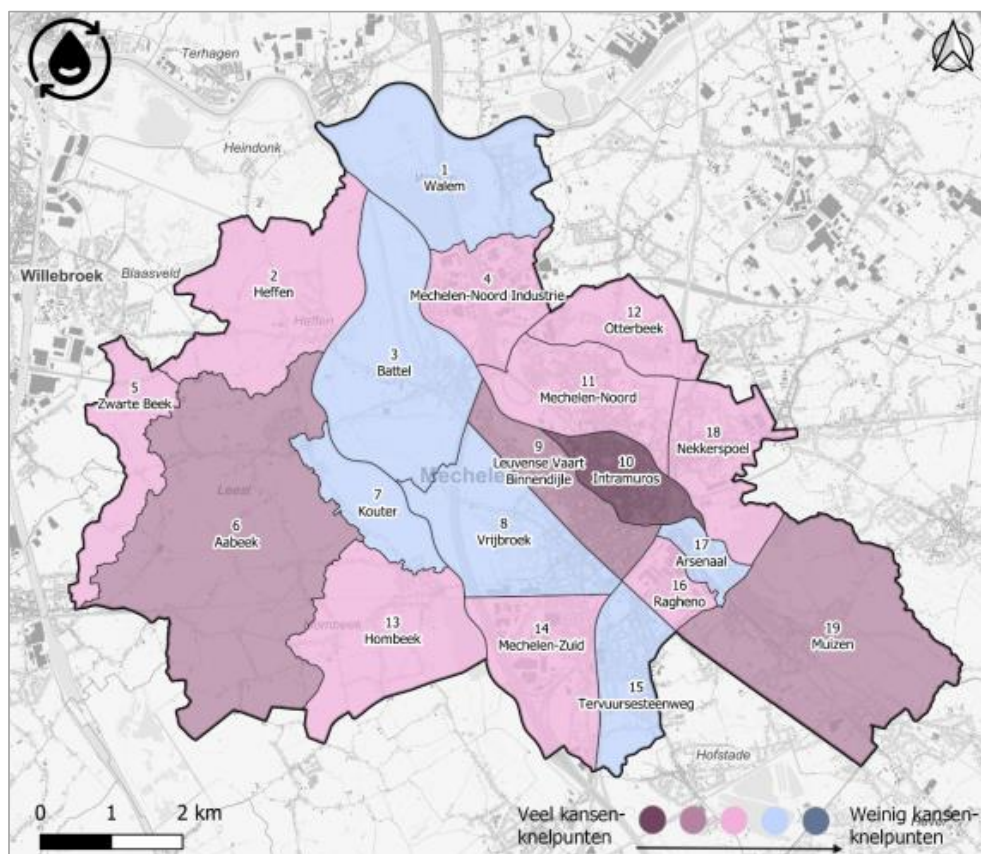 Terhagen
Heindonk
1
Walem
Willebroek
Blaasveld
2
Heffen
Heffen
4
Mechelen-Noord Industrie
12
Otterbeek
3
Battel
5
Zwarte Beek
11
Mechelen-Noord
18
Nekkerspoel
9
Leuvense Vaart
Binnendijle
10
Intramuros
Mechelen
Leest
6
Aabeek
7
Kouter
8
Vrijbroek
17
Arsenaal
16
Ragheno
13
Hombeek
Hombeek
14
Mechelen-Zuid
19
Muizen
15
Tervuursesteenweg
Hofstade
0 1 2 km
Veel kansen-
knelpunten
Weinig kansen-
knelpunten